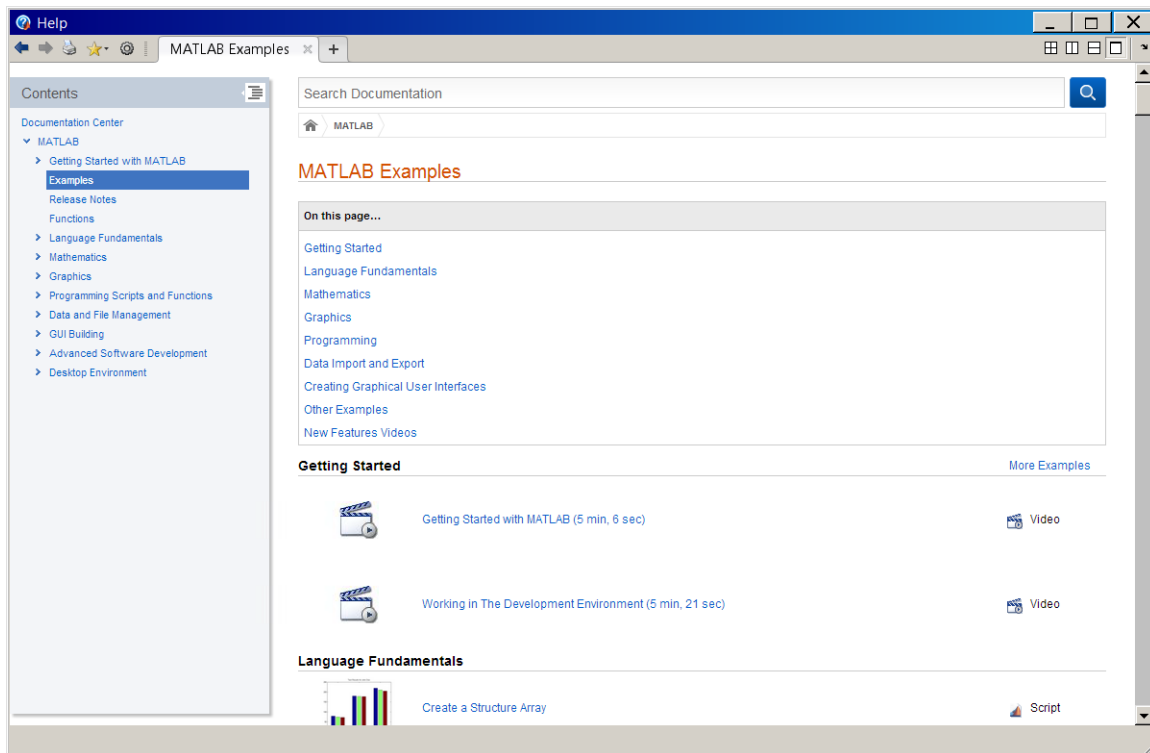 Help
MATLAB Examples
Contents
Documentation Center
MATLAB
Getting Started with MATLAB
Examples
Release Notes
Functions
Language Fundamentals
Mathematics
Graphics
Programming Scripts and Functions
Data and File Management
GUI Building
Advanced Software Development
Desktop Environment
Search Documentation
MATLAB
MATLAB Examples
On this page...
Getting Started
Language Fundamentals
Mathematics
Graphics
Programming
Data Import and Export
Creating Graphical User Interfaces
Other Examples
New Features Videos
Getting Started More Examples
Getting Started with MATLAB (5 min, 6 sec) Video
Working in The Development Environment (5 min, 21 sec) Video
Language Fundamentals
Create a Structure Array Script